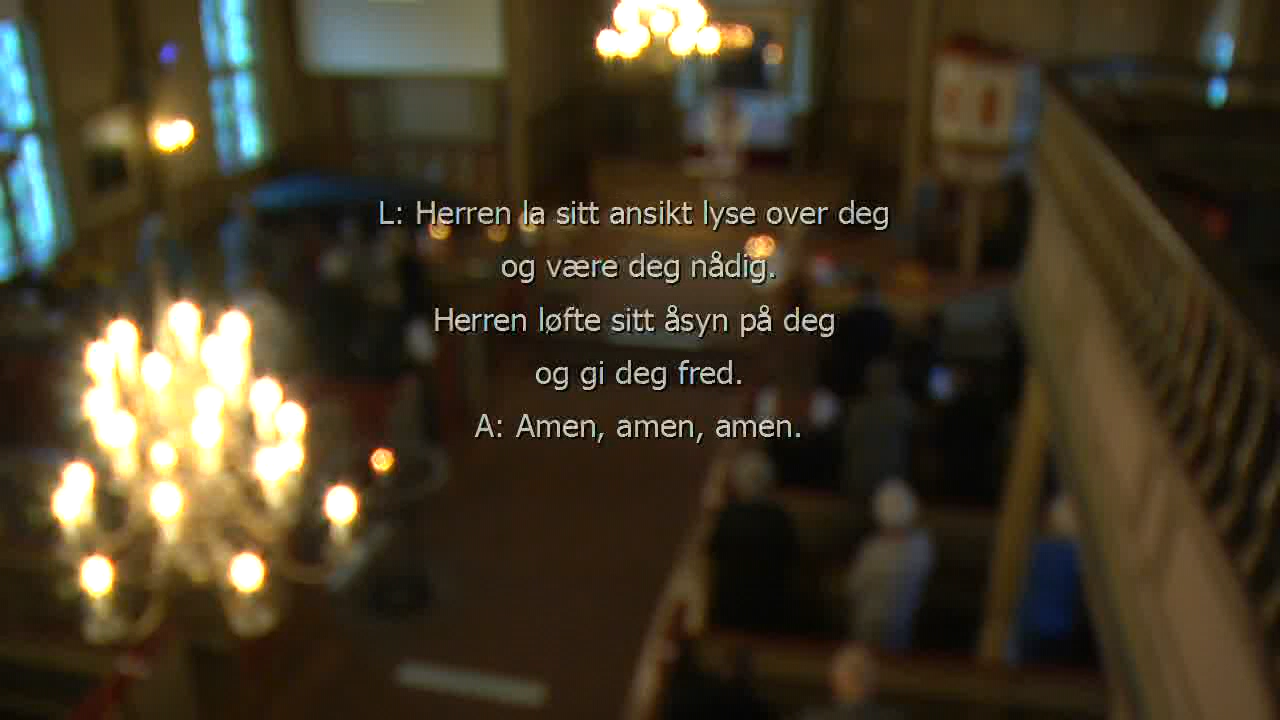 L: Herren la sitt ansikt lyse over deg
og være deg nådig.
Herren løfte sitt åsyn på deg
og gi deg fred.
A: Amen, amen, amen.